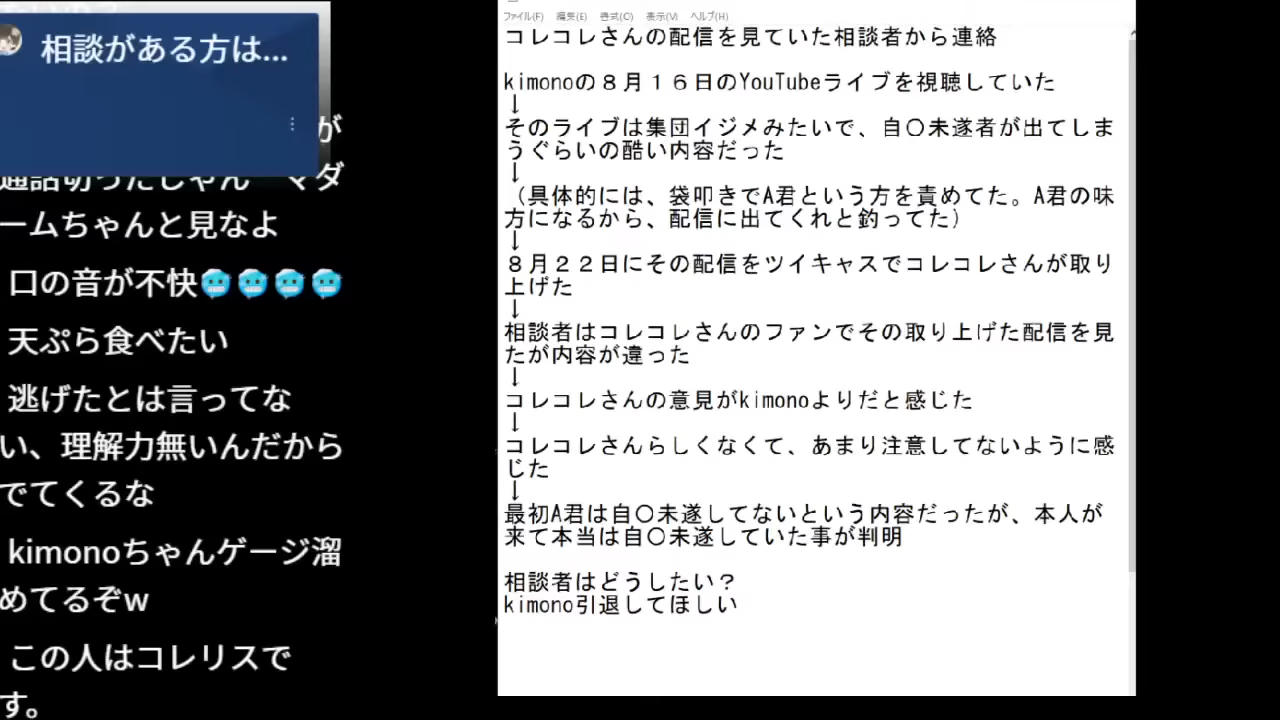 相談がある方は...
が
通話切ったじゃん マダ
ームちゃんと見なよ
口の音が不快🥶🥶🥶🥶
天ぷら食べたい
逃げたとは言ってな
い、理解力無いんだから
でてくるな
kimonoちゃんゲージ溜
めてるぞw
この人はコレリスで
す。
ファイル(F) 編集(E) 書式(O) 表示(V) ヘルプ(H)
コレコレさんの配信を見ていた相談者から連絡
kimonoの８月１６日のYouTubeライブを視聴していた
↓
そのライブは集団イジメみたいで、自〇未遂者が出てしま
うぐらいの酷い内容だった
↓
（具体的には、袋叩きでA君という方を責めてた。A君の味
方になるから、配信に出てくれと釣ってた）
↓
８月２２日にその配信をツイキャスでコレコレさんが取り
上げた
↓
相談者はコレコレさんのファンでその取り上げた配信を見
たが内容が違った
↓
コレコレさんの意見がkimonoよりだと感じた
↓
コレコレさんらしくなくて、あまり注意してないように感
じた
↓
最初A君は自〇未遂してないという内容だったが、本人が
来て本当は自〇未遂していた事が判明
相談者はどうしたい？
kimono引退してほしい